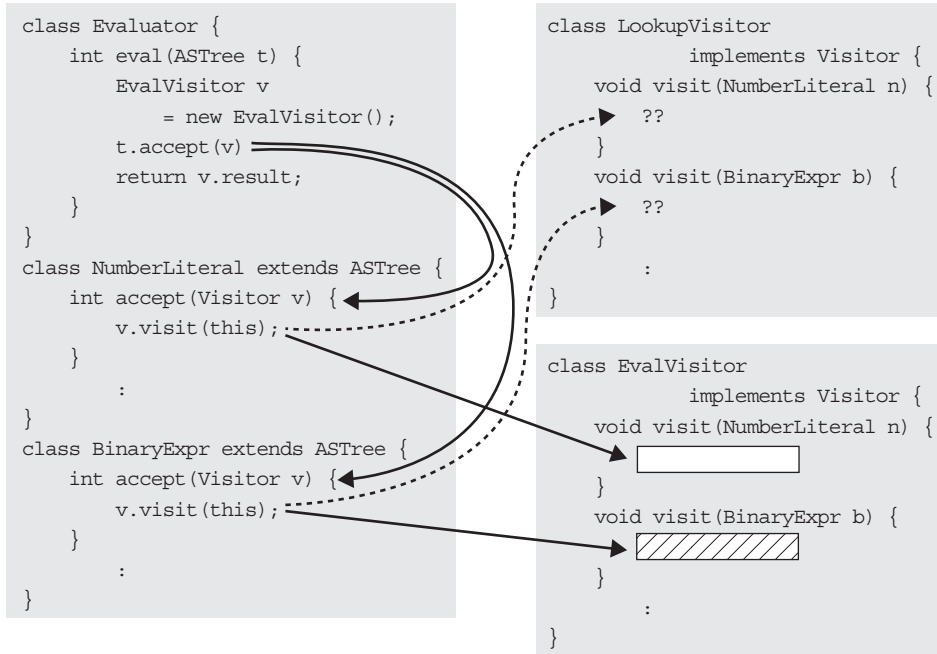 class Evaluator {
    int eval(ASTree t) {
        EvalVisitor v
            = new EvalVisitor();
        t.accept(v)
        return v.result;
    }
}
class NumberLiteral extends ASTree {
    int accept(Visitor v) {
        v.visit(this);
    }
        :
}
class BinaryExpr extends ASTree {
    int accept(Visitor v) {
        v.visit(this);
    }
        :
}
class LookupVisitor
            implements Visitor {
    void visit(NumberLiteral n) {
        ??
    }
    void visit(BinaryExpr b) {
        ??
    }
        :
}
class EvalVisitor
            implements Visitor {
    void visit(NumberLiteral n) {
    }
    void visit(BinaryExpr b) {
    }
        :
}